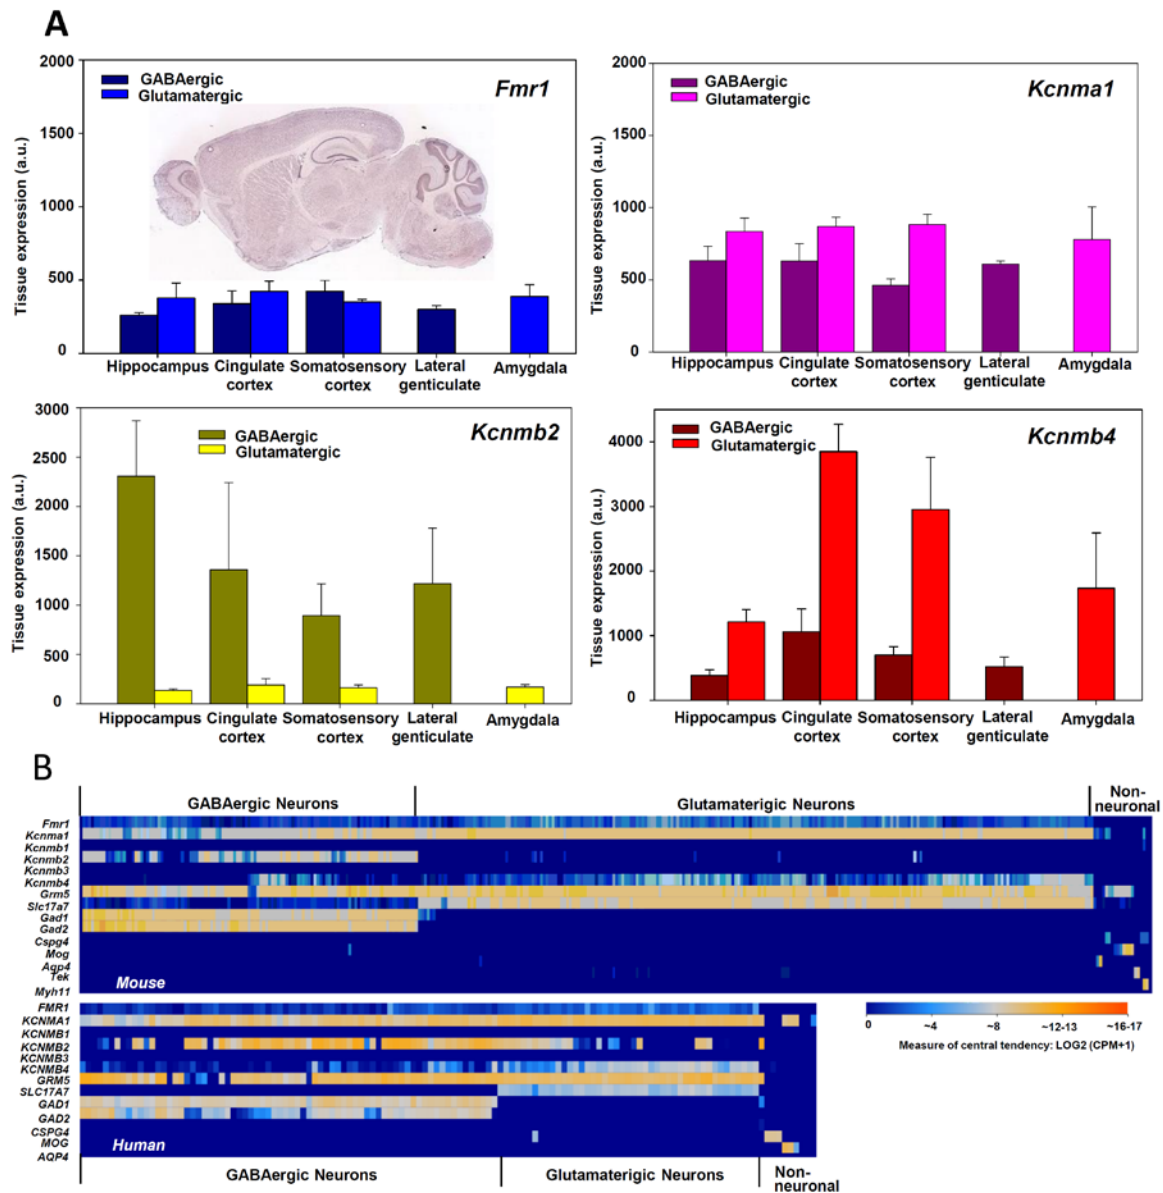 A
2000
1500
1000
500
0
Tissue expression (a.u.)
GABAergic
Glutamatergic
Fmr1
Hippocampus Cingulate Somatosensory Lateral Amygdala
cortex cortex genticulate
2000
1500
1000
500
0
Tissue expression (a.u.)
GABAergic
Glutamatergic
Kcnma1
Hippocampus Cingulate Somatosensory Lateral Amygdala
cortex cortex genticulate
3000
2500
2000
1500
1000
500
0
Tissue expression (a.u.)
GABAergic
Glutamatergic
Kcnmb2
Hippocampus Cingulate Somatosensory Lateral Amygdala
cortex cortex genticulate
4000
3000
2000
1000
0
Tissue expression (a.u.)
GABAergic
Glutamatergic
Kcnmb4
Hippocampus Cingulate Somatosensory Lateral Amygdala
cortex cortex genticulate
B
GABAergic Neurons
Glutamaterigic Neurons
Non-
neuronal
Fmr1
Kcnma1
Kcnmb1
Kcnmb2
Kcnmb3
Kcnmb4
Grm5
Slc17a7
Gad1
Gad2
Cspg4
Mog
Aqp4
Tek
Myh11
Mouse
FMR1
KCNMA1
KCNMB1
KCNMB2
KCNMB3
KCNMB4
GRM5
SLC17A7
GAD1
GAD2
CSPG4
MOG
AQP4
Human
0 ~4 ~8 ~12-13 ~16-17
Measure of central tendency: LOG2 (CPM+1)
GABAergic Neurons
Glutamaterigic Neurons
Non-
neuronal